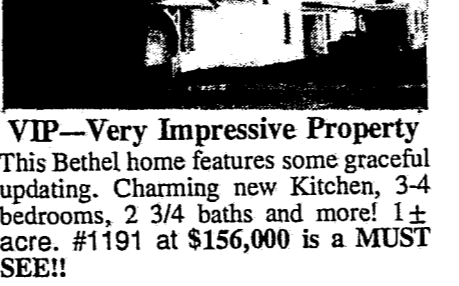 VIP—Very Impressive Property
This Bethel home features some graceful
updating. Charming new Kitchen, 3-4
bedrooms, 2 3/4 baths and more! 1±
acre. #1191 at $156,000 is a MUST
SEE!!